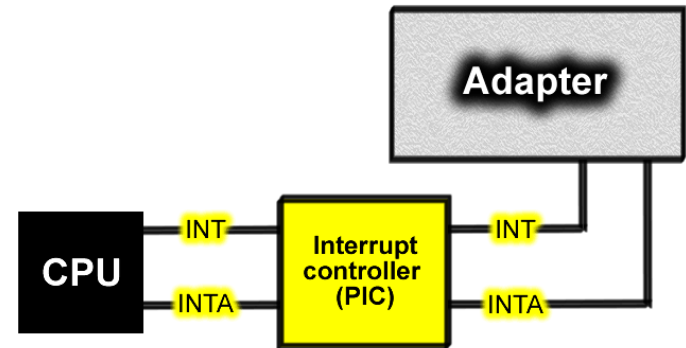 Adapter
INT
INT
Interrupt
controller
(PIC)
CPU
INTA
INTA